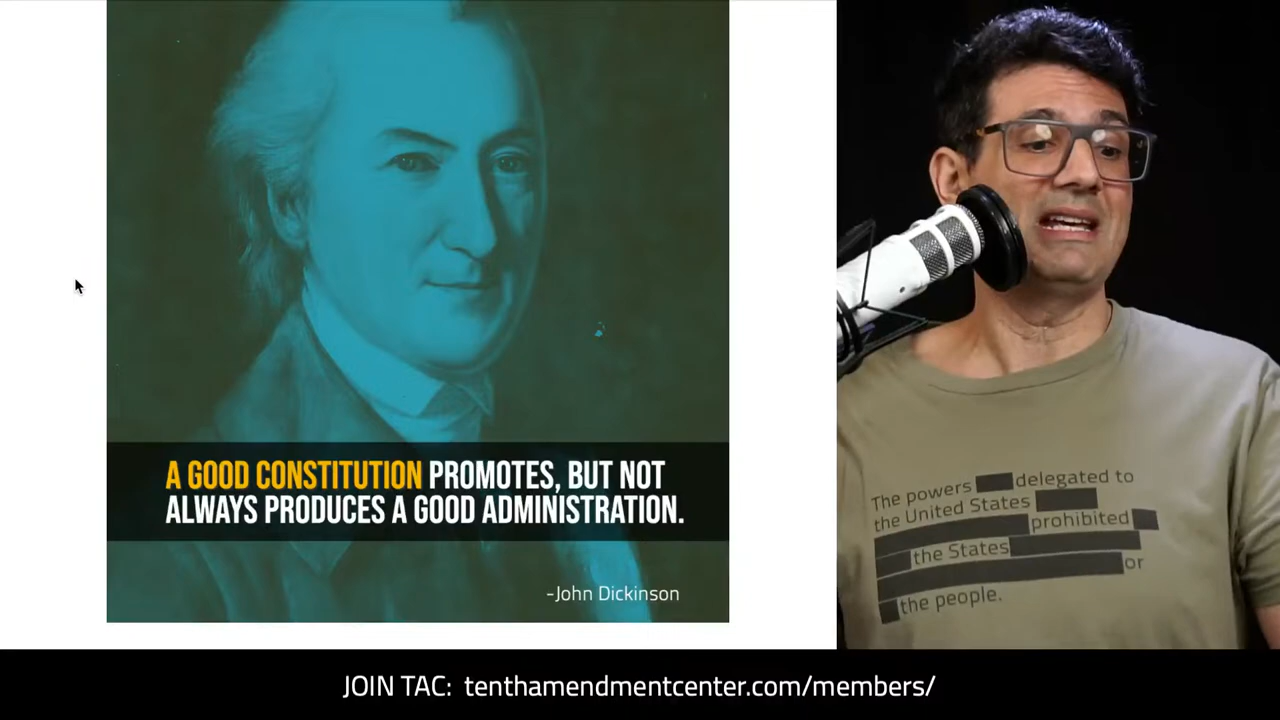 A GOOD CONSTITUTION PROMOTES, BUT NOT
ALWAYS PRODUCES A GOOD ADMINISTRATION.
-John Dickinson
The powers delegated to
the United States
prohibited
the States
or
the people.
JOIN TAC: tenthamendmentcenter.com/members/